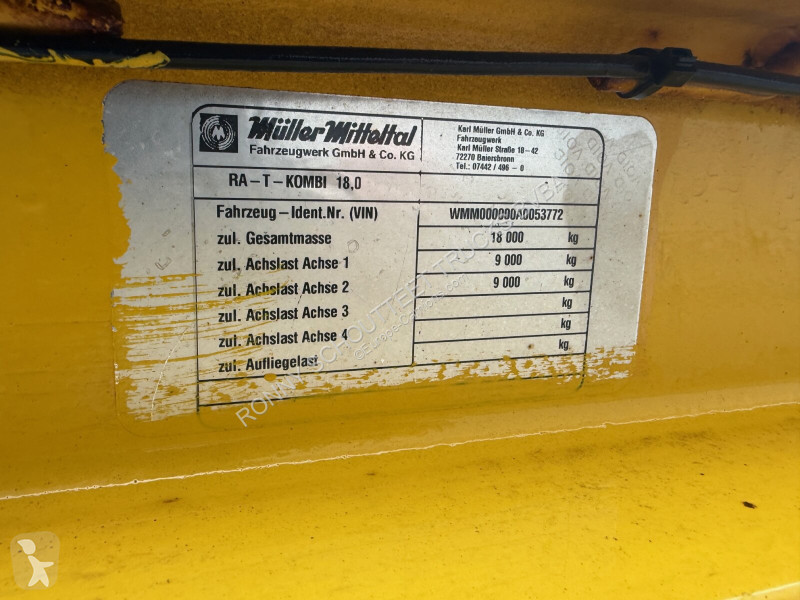 Müller Mitteltal
Fahrzeugwerk GmbH & Co. KG
Karl Müller GmbH & Co. KG
Fahrzeugwerk
Karl Müller Straße 18-42
72270 Baiersbronn
Tel.: 07442 / 496 - 0
RA-T-KOMBI 18,0
Fahrzeug-Ident.Nr. (VIN) WMM000000A0053772
zul. Gesamtmasse 18 000 kg
zul. Achslast Achse 1 9 000 kg
zul. Achslast Achse 2 9 000 kg
zul. Achslast Achse 3 kg
zul. Achslast Achse 4 kg
zul. Aufliegelast kg